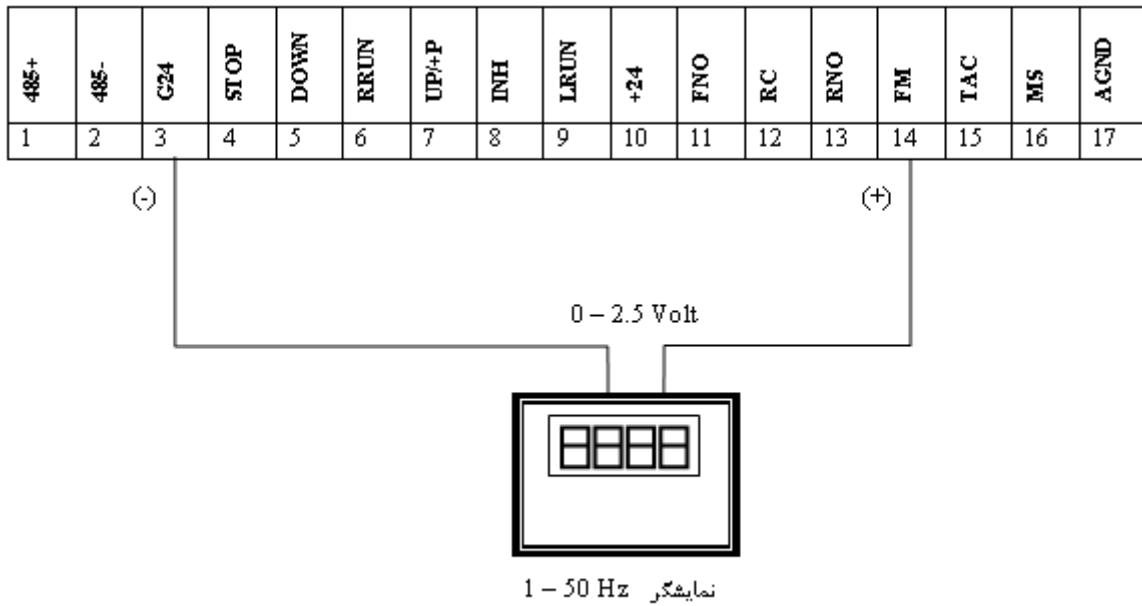 485+ 485- G24 STOP DOWN RRUN UP/+P INH LRUN +24 FNO RC RNO FM TAC MS AGND
1 2 3 4 5 6 7 8 9 10 11 12 13 14 15 16 17
(-) (+)
0 – 2.5 Volt
8888
نمایشگر 1 – 50 Hz